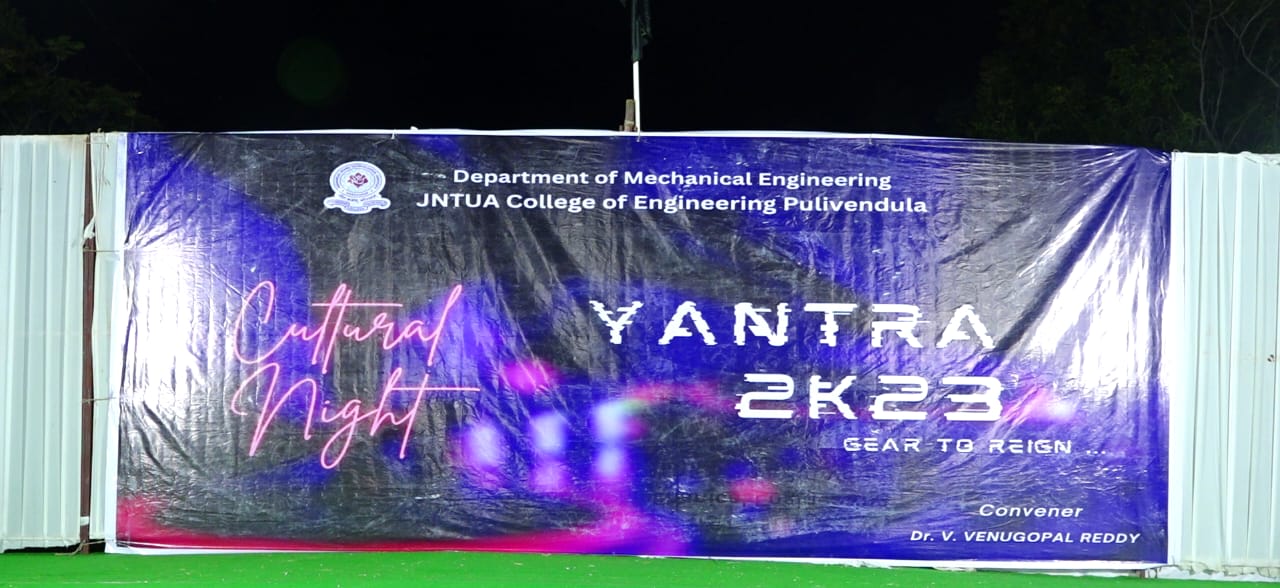 Department of Mechanical Engineering
JNTUA College of Engineering Pulivendula
Cultural
Night
YANTRA
2K23
GEAR TO REIGN ...
Convener
Dr. V. VENUGOPAL REDDY